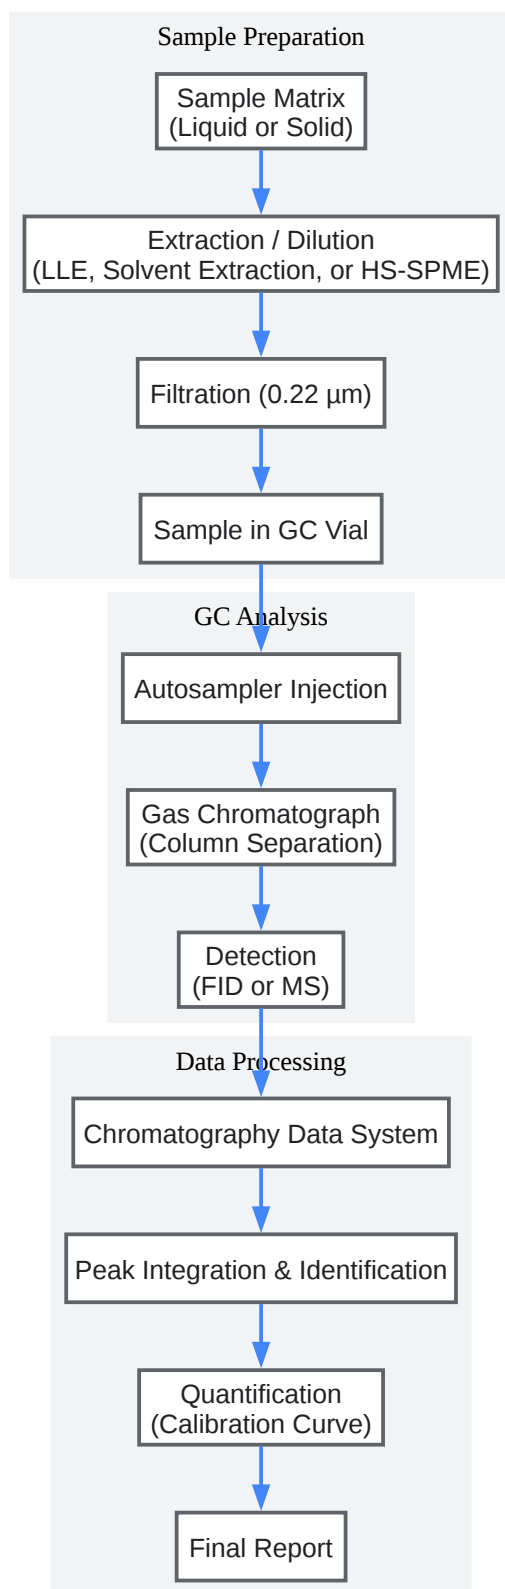 Sample Preparation
Sample Matrix
(Liquid or Solid)
Extraction / Dilution
(LLE, Solvent Extraction, or HS-SPME)
Filtration (0.22 µm)
Sample in GC Vial
GC Analysis
Autosampler Injection
Gas Chromatograph
(Column Separation)
Detection
(FID or MS)
Data Processing
Chromatography Data System
Peak Integration & Identification
Quantification
(Calibration Curve)
Final Report